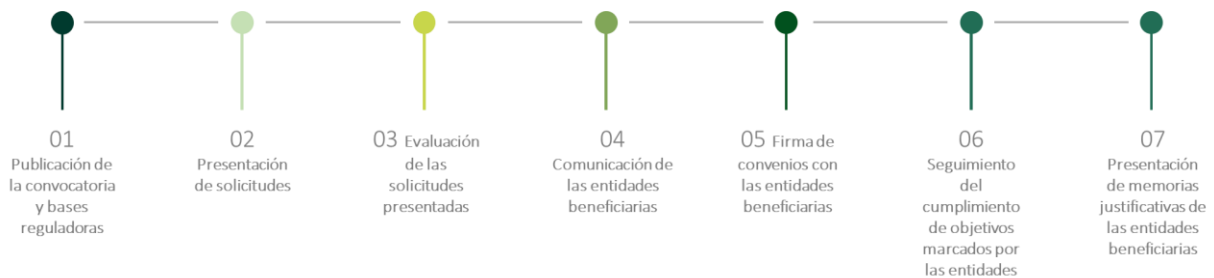 01
Publicación de
la convocatoria
y bases
reguladoras
02
Presentación
de solicitudes
03 Evaluación
de las
solicitudes
presentadas
04
Comunicación de
las entidades
beneficiarias
05 Firma de
convenios con
las entidades
beneficiarias
06
Seguimiento
del
cumplimiento
de objetivos
marcados por
las entidades
07
Presentación
de memorias
justificativas de
las entidades
beneficiarias